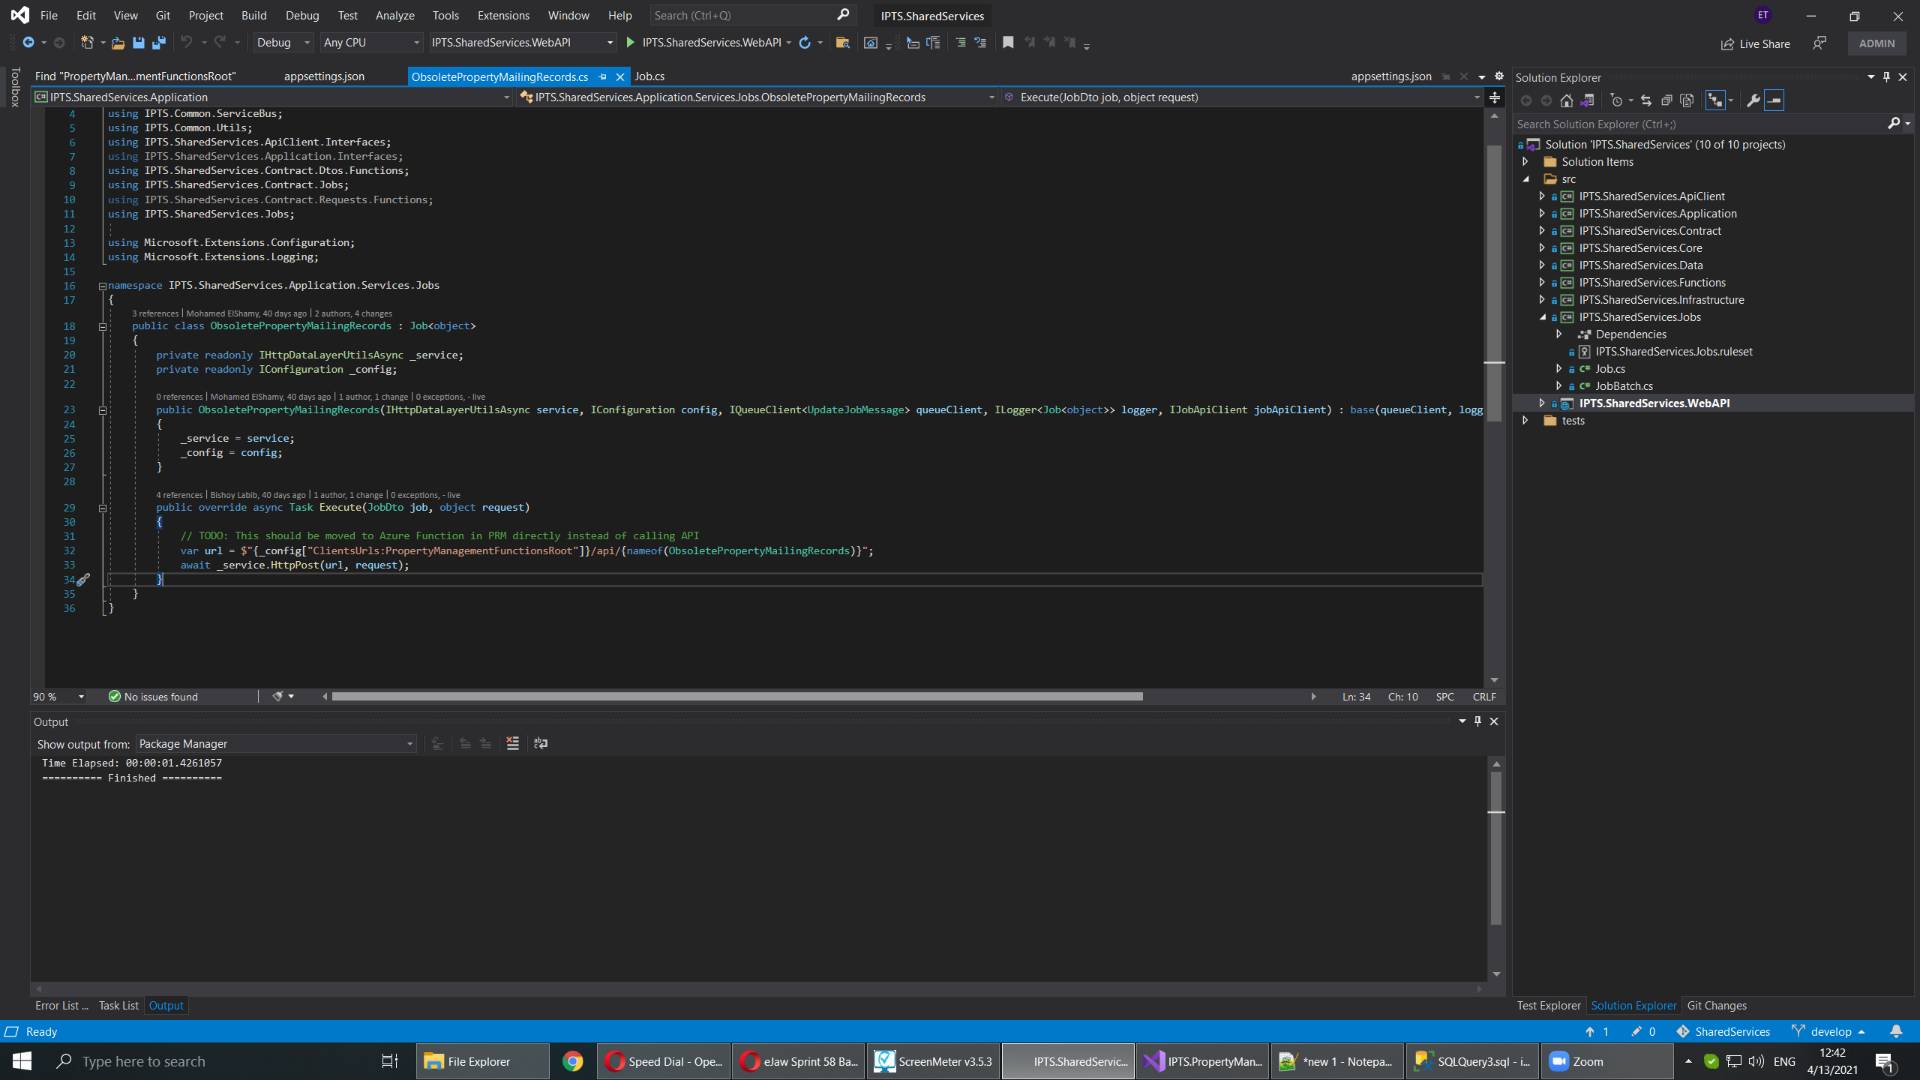 File Edit View Git Project Build Debug Test Analyze Tools Extensions Window Help Search (Ctrl+Q) IPTS.SharedServices ET
Debug Any CPU IPTS.SharedServices.WebAPI IPTS.SharedServices.WebAPI Live Share ADMIN
Toolbox
Find "PropertyMan...mentFunctionsRoot" appsettings.json ObsoletePropertyMailingRecords.cs Job.cs appsettings.json
IPTS.SharedServices.Application IPTS.SharedServices.Application.Services.Jobs.ObsoletePropertyMailingRecords Execute(JobDto job, object request)
4 using IPTS.Common.ServiceBus;
5 using IPTS.Common.Utils;
6 using IPTS.SharedServices.ApiClient.Interfaces;
7 using IPTS.SharedServices.Application.Interfaces;
8 using IPTS.SharedServices.Contract.Dtos.Functions;
9 using IPTS.SharedServices.Contract.Jobs;
10 using IPTS.SharedServices.Contract.Requests.Functions;
11 using IPTS.SharedServices.Jobs;
12
13 using Microsoft.Extensions.Configuration;
14 using Microsoft.Extensions.Logging;
15
16 namespace IPTS.SharedServices.Application.Services.Jobs
17 {
3 references | Mohamed ElShamy, 40 days ago | 2 authors, 4 changes
18 public class ObsoletePropertyMailingRecords : Job<object>
19 {
20 private readonly IHttpDataLayerUtilsAsync _service;
21 private readonly IConfiguration _config;
22
0 references | Mohamed ElShamy, 40 days ago | 1 author, 1 change | 0 exceptions, - live
23 public ObsoletePropertyMailingRecords(IHttpDataLayerUtilsAsync service, IConfiguration config, IQueueClient<UpdateJobMessage> queueClient, ILogger<Job<object>> logger, IJobApiClient jobApiClient) : base(queueClient, logg
24 {
25 _service = service;
26 _config = config;
27 }
28
4 references | Bishoy Labib, 40 days ago | 1 author, 1 change | 0 exceptions, - live
29 public override async Task Execute(JobDto job, object request)
30 {
31 // TODO: This should be moved to Azure Function in PRM directly instead of calling API
32 var url = $"{_config["ClientsUrls:PropertyManagementFunctionsRoot"]}/api/{nameof(ObsoletePropertyMailingRecords)}";
33 await _service.HttpPost(url, request);
34 }
35 }
36 }
90 % No issues found Ln: 34 Ch: 10 SPC CRLF
Output
Show output from: Package Manager
Time Elapsed: 00:00:01.4261057
========== Finished ==========
Error List ... Task List Output
Solution Explorer
Search Solution Explorer (Ctrl+;)
Solution 'IPTS.SharedServices' (10 of 10 projects)
Solution Items
src
IPTS.SharedServices.ApiClient
IPTS.SharedServices.Application
IPTS.SharedServices.Contract
IPTS.SharedServices.Core
IPTS.SharedServices.Data
IPTS.SharedServices.Functions
IPTS.SharedServices.Infrastructure
IPTS.SharedServices.Jobs
Dependencies
IPTS.SharedServices.Jobs.ruleset
C# Job.cs
C# JobBatch.cs
IPTS.SharedServices.WebAPI
tests
Test Explorer Solution Explorer Git Changes
Ready 1 0 SharedServices develop
Type here to search File Explorer Speed Dial - Ope... eJaw Sprint 58 Ba... ScreenMeter v3.5.3 IPTS.SharedServic... IPTS.PropertyMan... *new 1 - Notepa... SQLQuery3.sql - i... Zoom ENG 12:42
4/13/2021 1